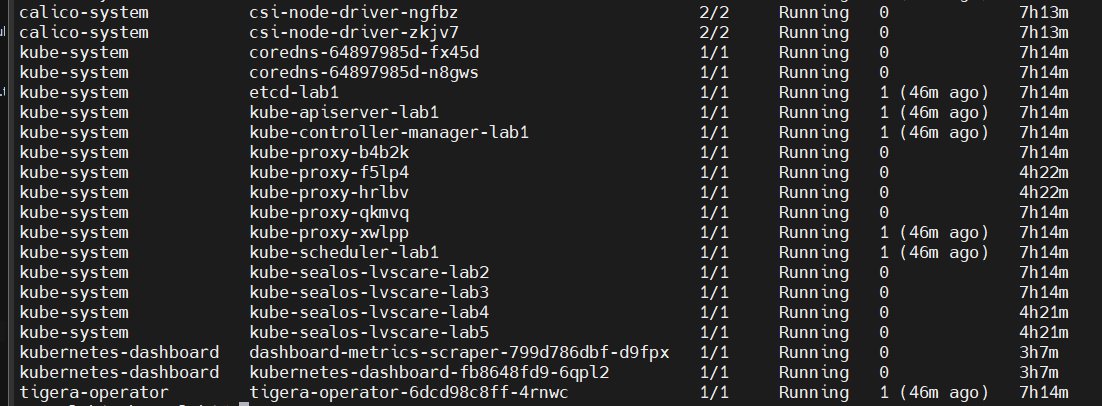 calico-system csi-node-driver-ngfbz 2/2 Running 0 7h13m
calico-system csi-node-driver-zkjv7 2/2 Running 0 7h13m
kube-system coredns-64897985d-fx45d 1/1 Running 0 7h14m
kube-system coredns-64897985d-n8gws 1/1 Running 0 7h14m
kube-system etcd-lab1 1/1 Running 1 (46m ago) 7h14m
kube-system kube-apiserver-lab1 1/1 Running 1 (46m ago) 7h14m
kube-system kube-controller-manager-lab1 1/1 Running 1 (46m ago) 7h14m
kube-system kube-proxy-b4b2k 1/1 Running 0 7h14m
kube-system kube-proxy-f5lp4 1/1 Running 0 4h22m
kube-system kube-proxy-hrlbv 1/1 Running 0 4h22m
kube-system kube-proxy-qkmvq 1/1 Running 0 7h14m
kube-system kube-proxy-xwlpp 1/1 Running 1 (46m ago) 7h14m
kube-system kube-scheduler-lab1 1/1 Running 1 (46m ago) 7h14m
kube-system kube-sealos-lvscare-lab2 1/1 Running 0 7h14m
kube-system kube-sealos-lvscare-lab3 1/1 Running 0 7h14m
kube-system kube-sealos-lvscare-lab4 1/1 Running 0 4h21m
kube-system kube-sealos-lvscare-lab5 1/1 Running 0 4h21m
kubernetes-dashboard dashboard-metrics-scraper-799d786dbf-d9fpx 1/1 Running 0 3h7m
kubernetes-dashboard kubernetes-dashboard-fb8648fd9-6qpl2 1/1 Running 0 3h7m
tigera-operator tigera-operator-6dcd98c8ff-4rnwc 1/1 Running 1 (46m ago) 7h14m